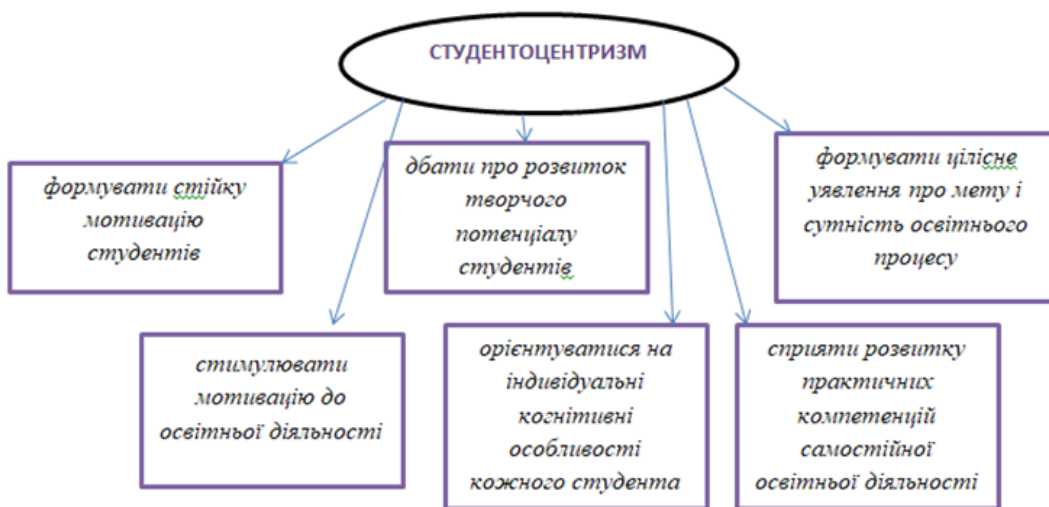 СТУДЕНТОЦЕНТРИЗМ
формувати стійку
мотивацію
студентів
дбати про розвиток
творчого
потенціалу
студентів
формувати цілісне
уявлення про мету і
сутність освітнього
процесу
стимулювати
мотивацію до
освітньої діяльності
орієнтуватися на
індивідуальні
когнітивні
особливості
кожного студента
сприяти розвитку
практичних
компетенцій
самостійної
освітньої діяльності